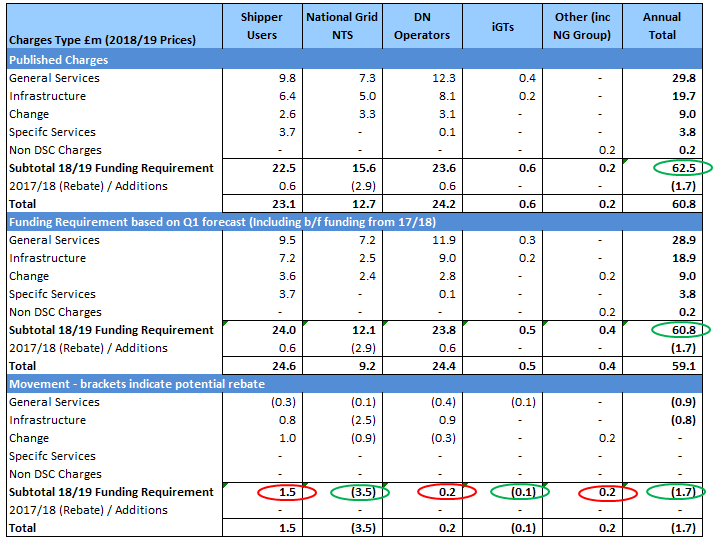 Charges Type £m (2018/19 Prices) Shipper Users National Grid NTS DN Operators iGTs Other (inc NG Group) Annual Total
Published Charges
General Services 9.8 7.3 12.3 0.4 - 29.8
Infrastructure 6.4 5.0 8.1 0.2 - 19.7
Change 2.6 3.3 3.1 - - 9.0
Specifc Services 3.7 - 0.1 - - 3.8
Non DSC Charges - - - - 0.2 0.2
Subtotal 18/19 Funding Requirement 22.5 15.6 23.6 0.6 0.2 62.5
2017/18 (Rebate) / Additions 0.6 (2.9) 0.6 - - (1.7)
Total 23.1 12.7 24.2 0.6 0.2 60.8
Funding Requirement based on Q1 forecast (Including b/f funding from 17/18)
General Services 9.5 7.2 11.9 0.3 - 28.9
Infrastructure 7.2 2.5 9.0 0.2 - 18.9
Change 3.6 2.4 2.8 - 0.2 9.0
Specifc Services 3.7 - 0.1 - - 3.8
Non DSC Charges - - - - 0.2 0.2
Subtotal 18/19 Funding Requirement 24.0 12.1 23.8 0.5 0.4 60.8
2017/18 (Rebate) / Additions 0.6 (2.9) 0.6 - - (1.7)
Total 24.6 9.2 24.4 0.5 0.4 59.1
Movement - brackets indicate potential rebate
General Services (0.3) (0.1) (0.4) (0.1) - (0.9)
Infrastructure 0.8 (2.5) 0.9 - - (0.8)
Change 1.0 (0.9) (0.3) - 0.2 -
Specifc Services - - - - - -
Non DSC Charges - - - - - -
Subtotal 18/19 Funding Requirement 1.5 (3.5) 0.2 (0.1) 0.2 (1.7)
2017/18 (Rebate) / Additions - - - - - -
Total 1.5 (3.5) 0.2 (0.1) 0.2 (1.7)